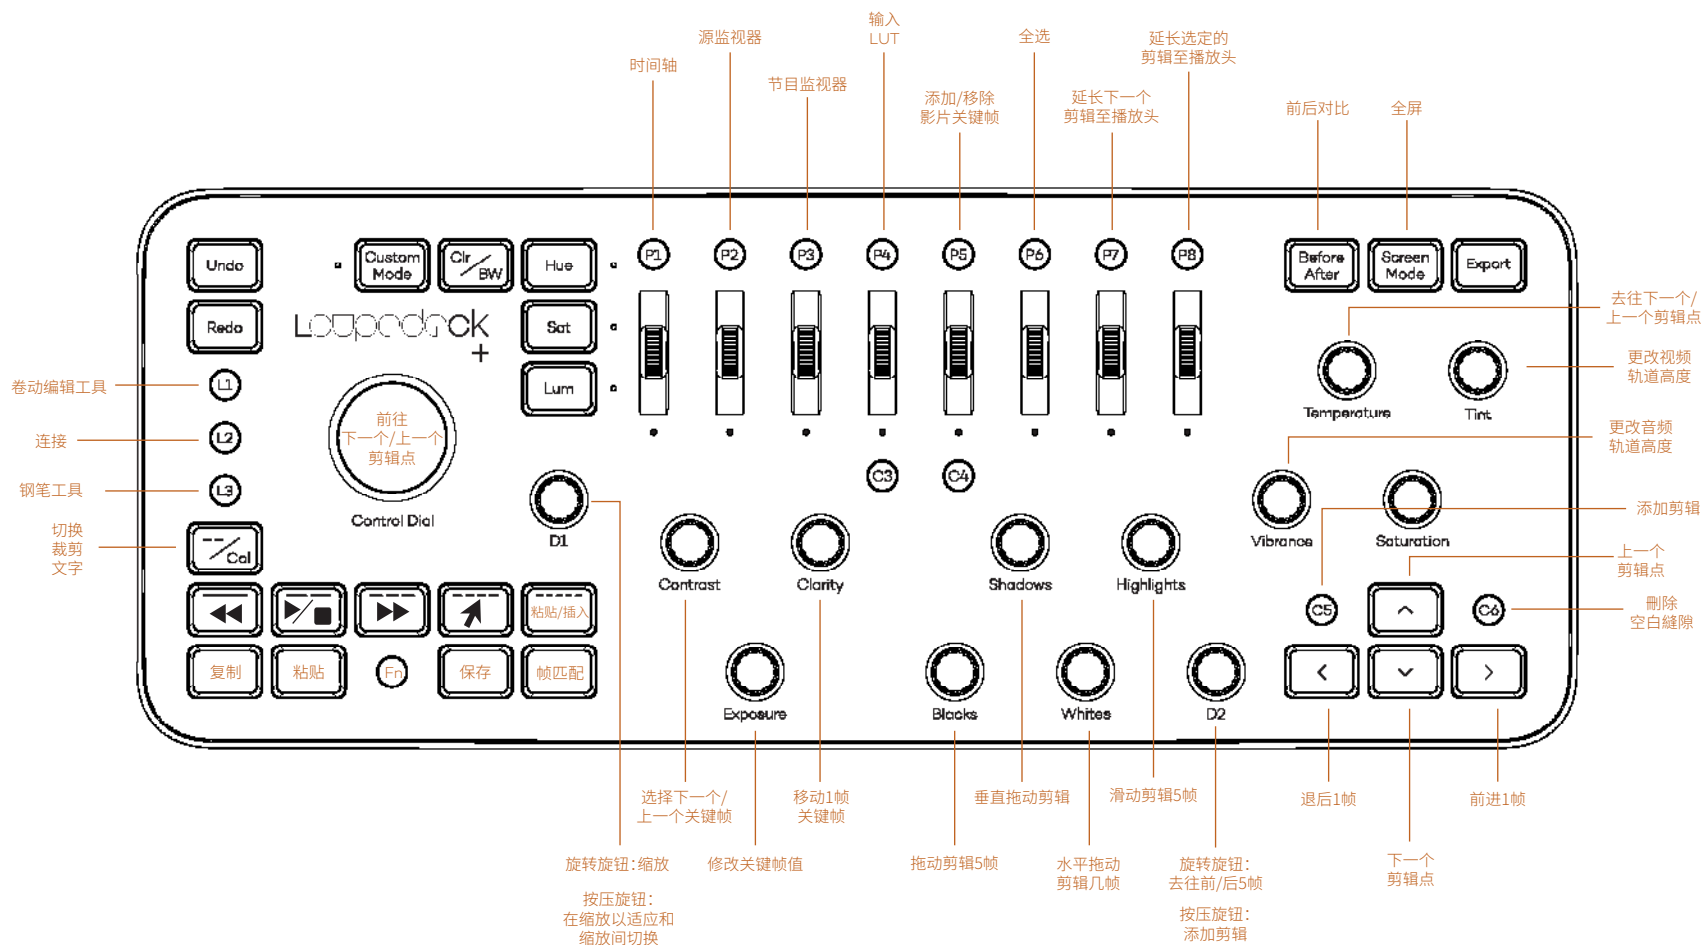 输入
LUT
源监视器
全选
延长选定的
剪辑至播放头
时间轴
节目监视器
添加/移除
影片关键帧
延长下一个
剪辑至播放头
前后对比
全屏
Undo
Custom
Mode
Clr
BW
Hue
P1
P2
P3
P4
P5
P6
P7
P8
Before
After
Screen
Mode
Export
Redo
Loupedeck
+
Sat
去往下一个/
上一个剪辑点
卷动编辑工具
L1
Lum
更改视频
轨道高度
Temperature
Tint
前往
下一个/上一个
剪辑点
连接
L2
更改音频
轨道高度
钢笔工具
L3
C3
C4
Control Dial
D1
添加剪辑
切换
裁剪
文字
Col
Vibrance
Saturation
Contrast
Clarity
Shadows
Highlights
上一个
剪辑点
粘贴/插入
C5
C6
刪除
空白縫隙
复制
粘贴
Fn
保存
帧匹配
Exposure
Blacks
Whites
D2
选择下一个/
上一个关键帧
移动1帧
关键帧
垂直拖动剪辑
滑动剪辑5帧
退后1帧
前进1帧
旋转旋钮:缩放
修改关键帧值
拖动剪辑5帧
水平拖动
剪辑几帧
旋转旋钮:
去往前/后5帧
下一个
剪辑点
按压旋钮:
在缩放以适应和
缩放间切换
按压旋钮:
添加剪辑